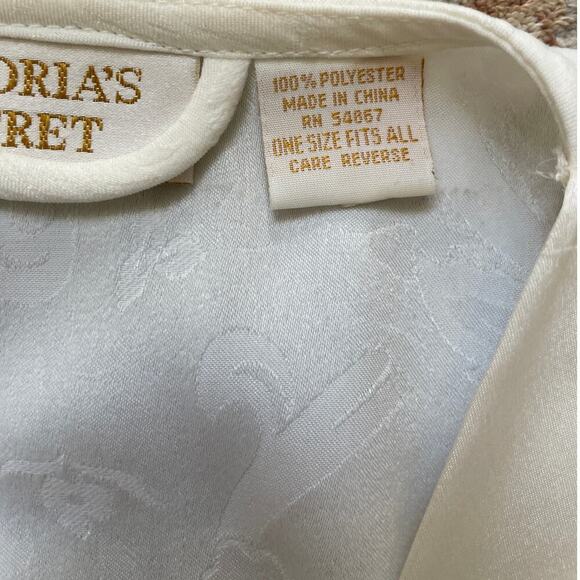 ORIA'S
RET
100% POLYESTER
MADE IN CHINA
RN 54867
ONE SIZE FITS ALL
CARE REVERSE